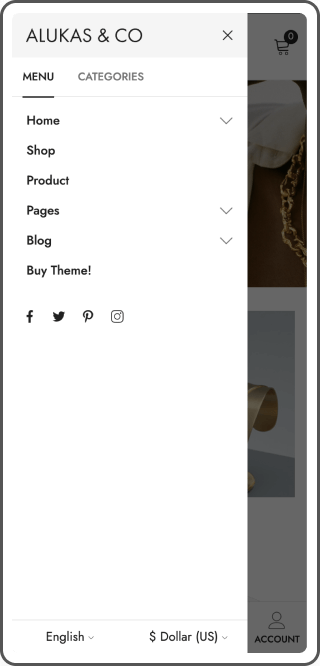 ALUKAS & CO
0
MENU CATEGORIES
Home
Shop
Product
Pages
Blog
Buy Theme!
English $ Dollar (US)
ACCOUNT